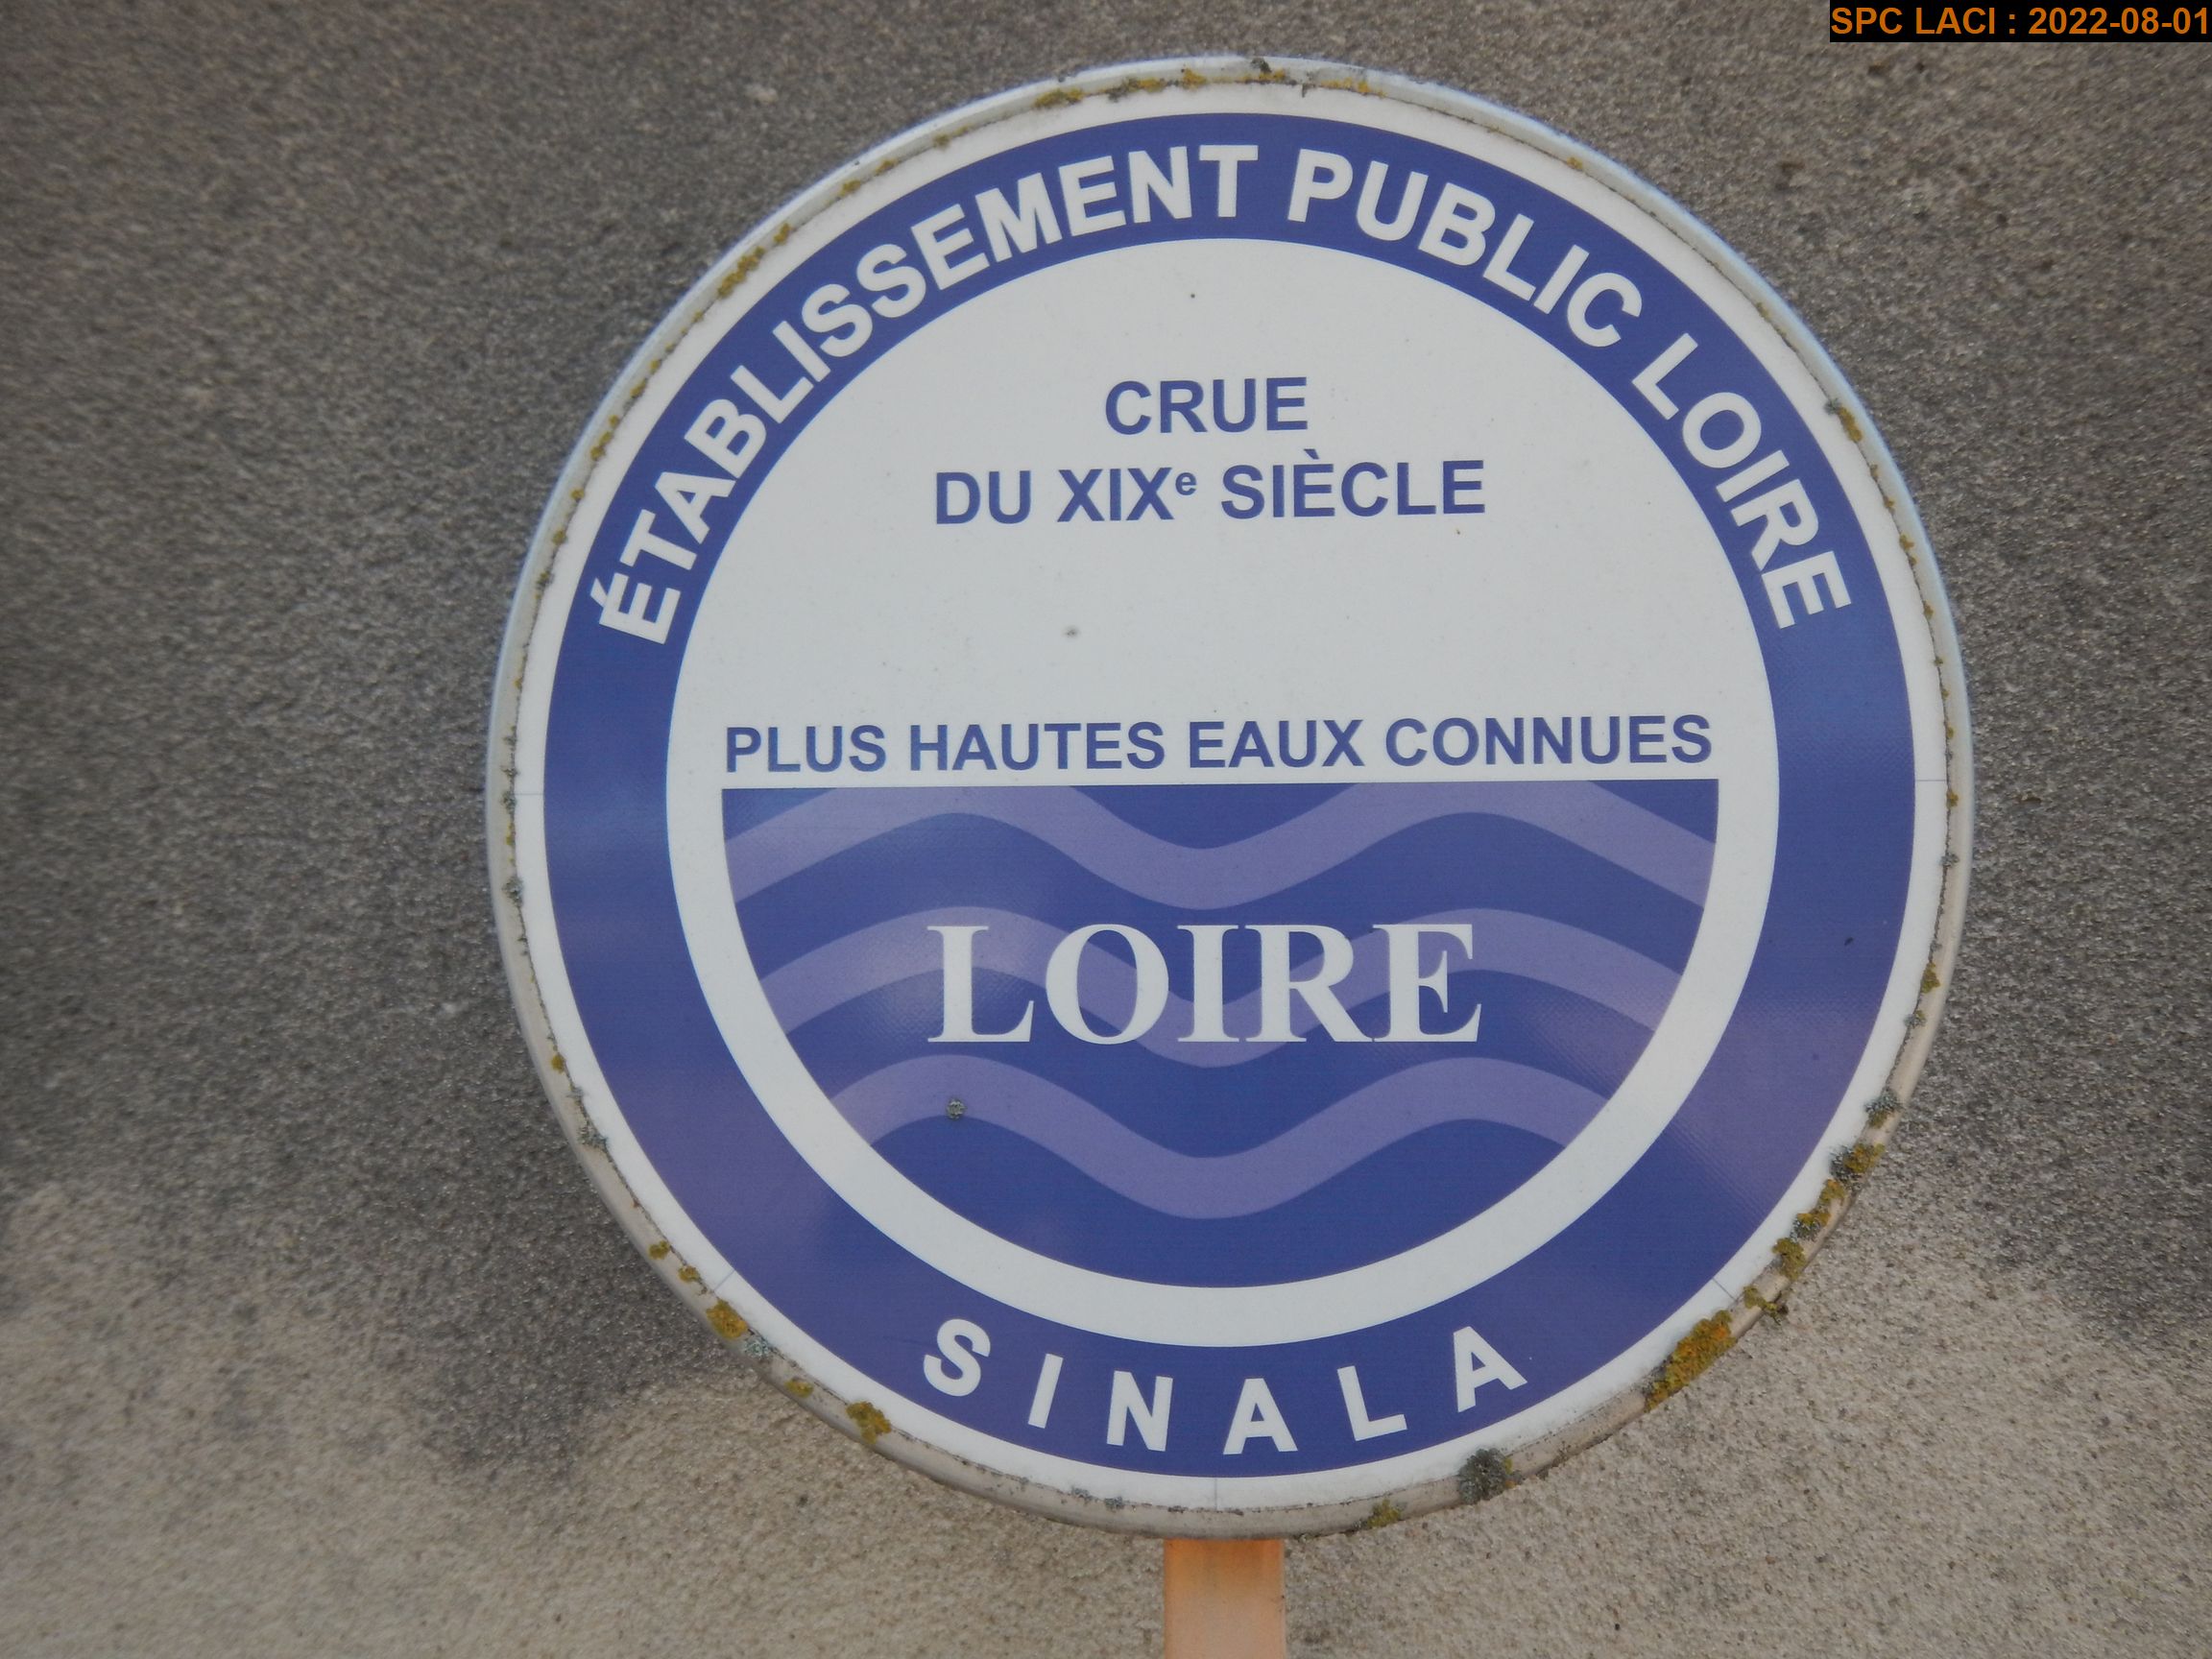 SPC LACI : 2022-08-01
ÉTABLISSEMENT PUBLIC LOIRE
CRUE
DU XIXe SIÈCLE
PLUS HAUTES EAUX CONNUES
LOIRE
SINALA